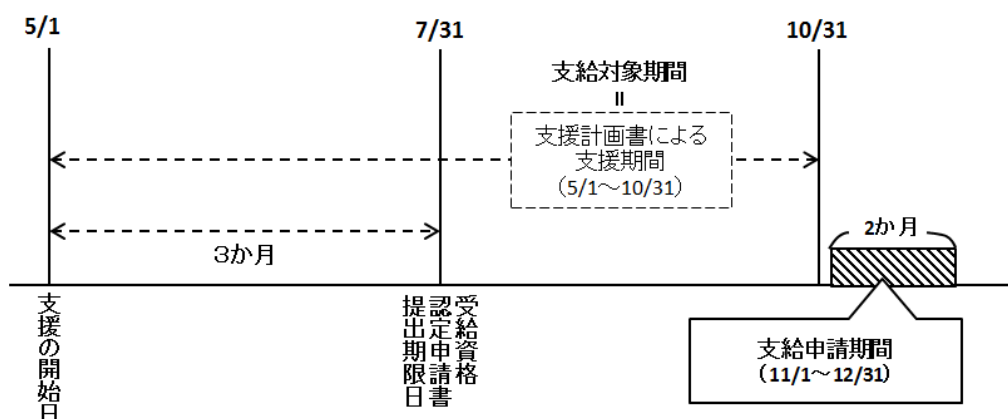 5/1
7/31
10/31
支給対象期間
=
支援計画書による
支援期間
（5/1～10/31）
3か月
2か月
支援の開始日
受給資格
認定申請書
提出期限日
支給申請期間
（11/1～12/31）